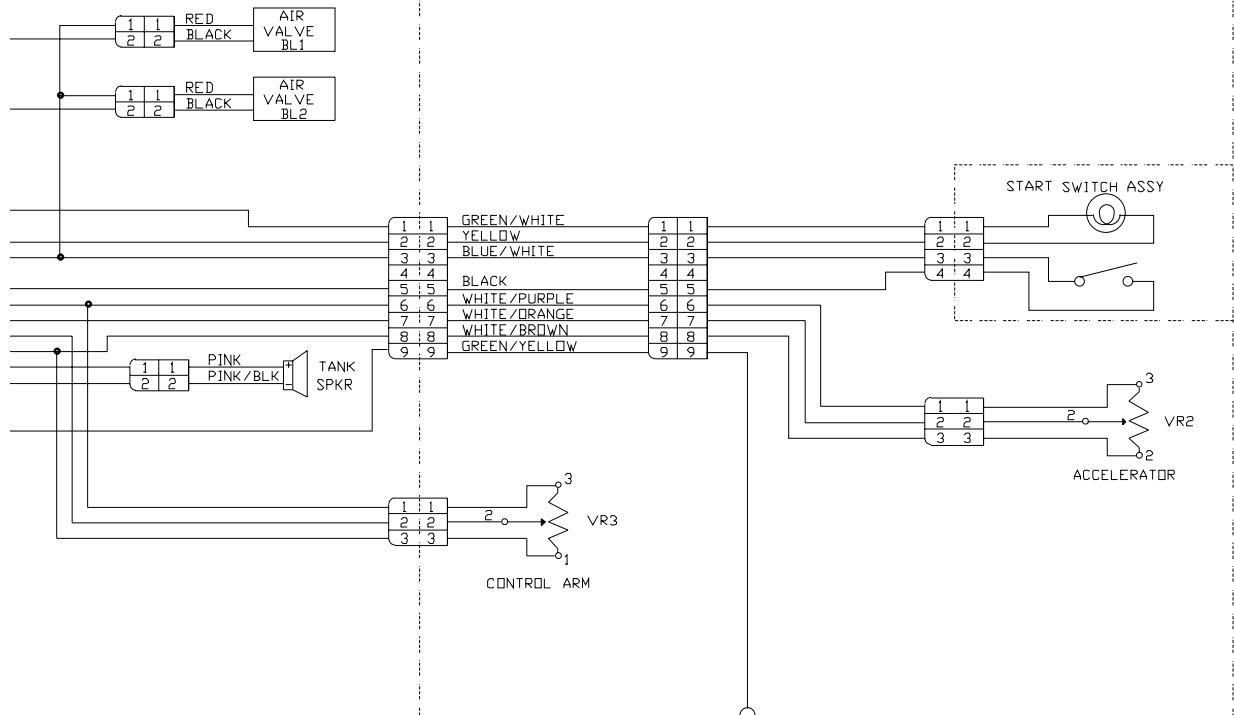 1 1 RED AIR
2 2 BLACK VALVE
BL1
1 1 RED AIR
2 2 BLACK VALVE
BL2
START SWITCH ASSY
1 1 GREEN/WHITE 1 1 1 1
2 2 YELLOW 2 2 2 2
3 3 BLUE/WHITE 3 3 3 3
4 4 4 4 4 4
5 5 BLACK 5 5
6 6 WHITE/PURPLE 6 6
7 7 WHITE/ORANGE 7 7
8 8 WHITE/BROWN 8 8
9 9 GREEN/YELLOW 9 9
1 1 PINK + TANK
2 2 PINK/BLK - SPKR
3
1 1
2 2 2 VR2
3 3
2
ACCELERATOR
3
1 1
2 2 2 VR3
3 3
1
CONTROL ARM